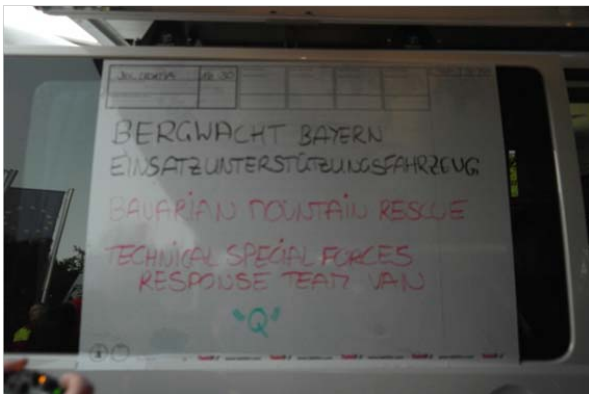 BERGWACHT BAYERN
EINSATZUNTERSTÜTZUNGSFAHRZEUG
BAVARIAN MOUNTAIN RESCUE
TECHNICAL SPECIAL FORCES
RESPONSE TEAM VAN
"Q"